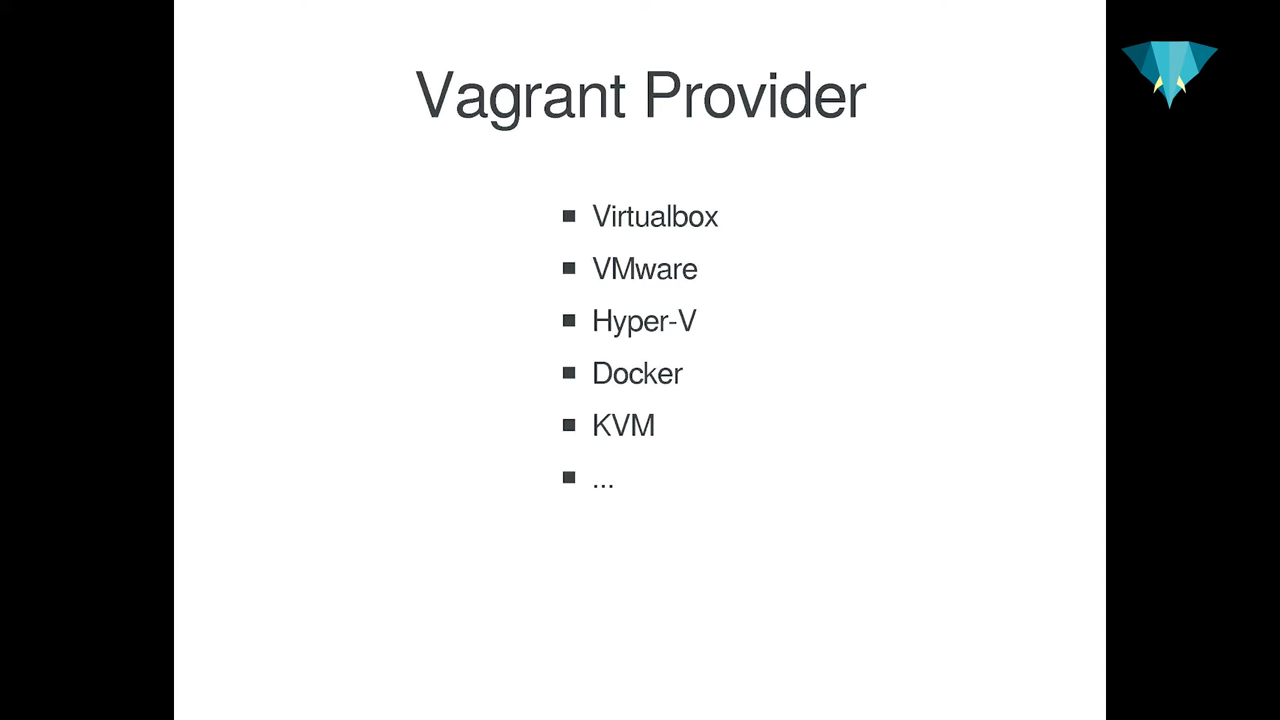 Vagrant Provider
Virtualbox
VMware
Hyper-V
Docker
KVM
...